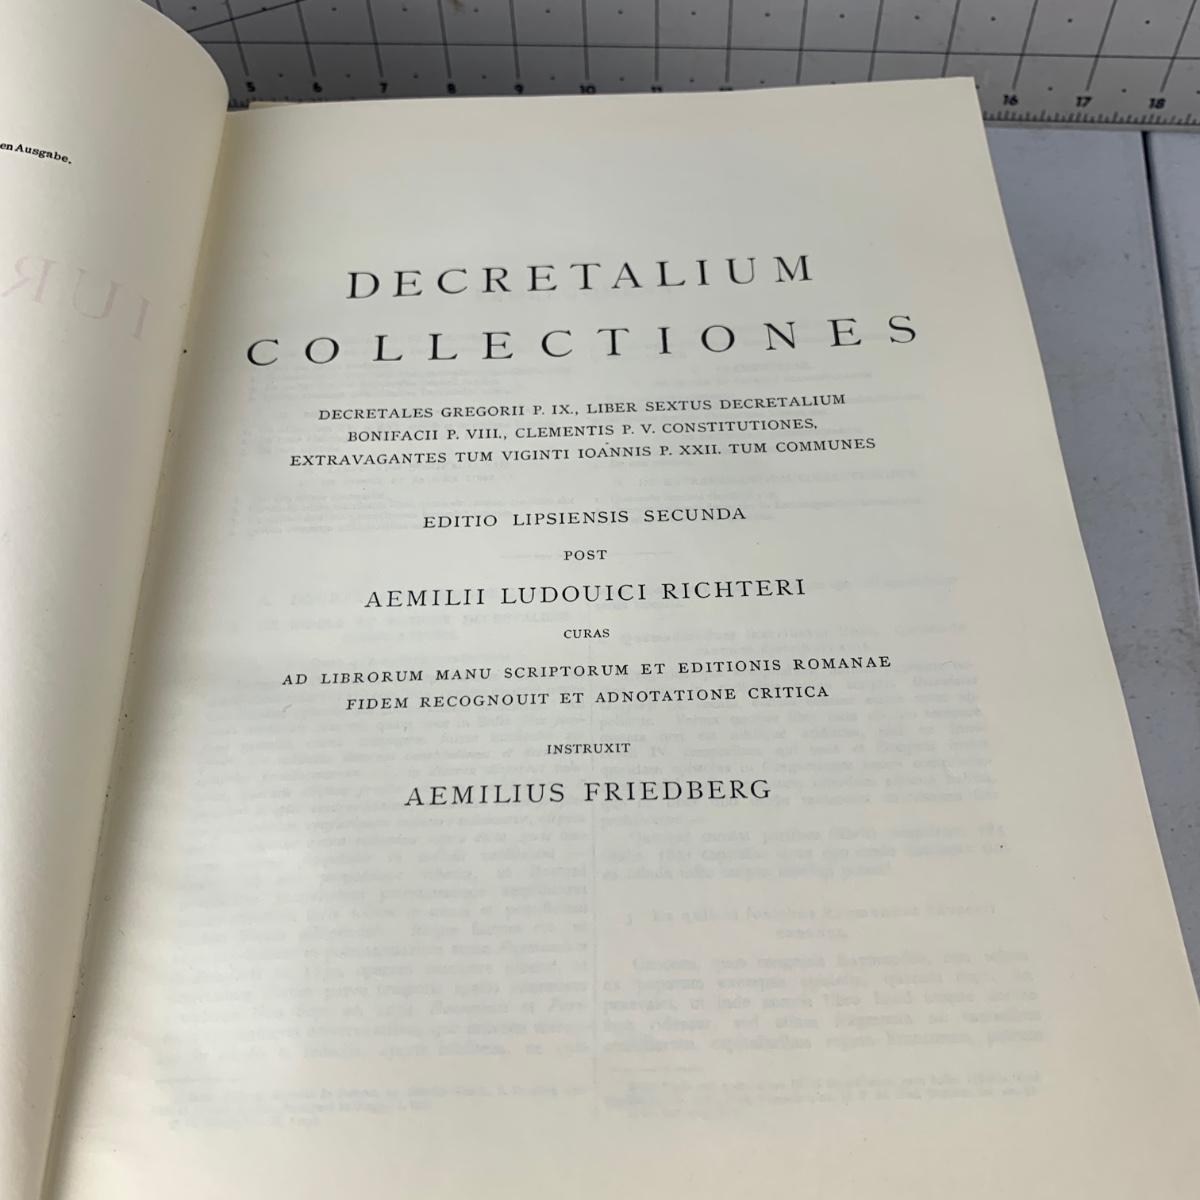 en Ausgabe.
IUR
5 6 7 8 9 10 11 16 17 18
DECRETALIUM
COLLECTIONES
DECRETALES GREGORII P. IX., LIBER SEXTUS DECRETALIUM
BONIFACII P. VIII., CLEMENTIS P. V. CONSTITUTIONES,
EXTRAVAGANTES TUM VIGINTI IOANNIS P. XXII. TUM COMMUNES
EDITIO LIPSIENSIS SECUNDA
POST
AEMILII LUDOUICI RICHTERI
CURAS
AD LIBRORUM MANU SCRIPTORUM ET EDITIONIS ROMANAE
FIDEM RECOGNOUIT ET ADNOTATIONE CRITICA
INSTRUXIT
AEMILIUS FRIEDBERG